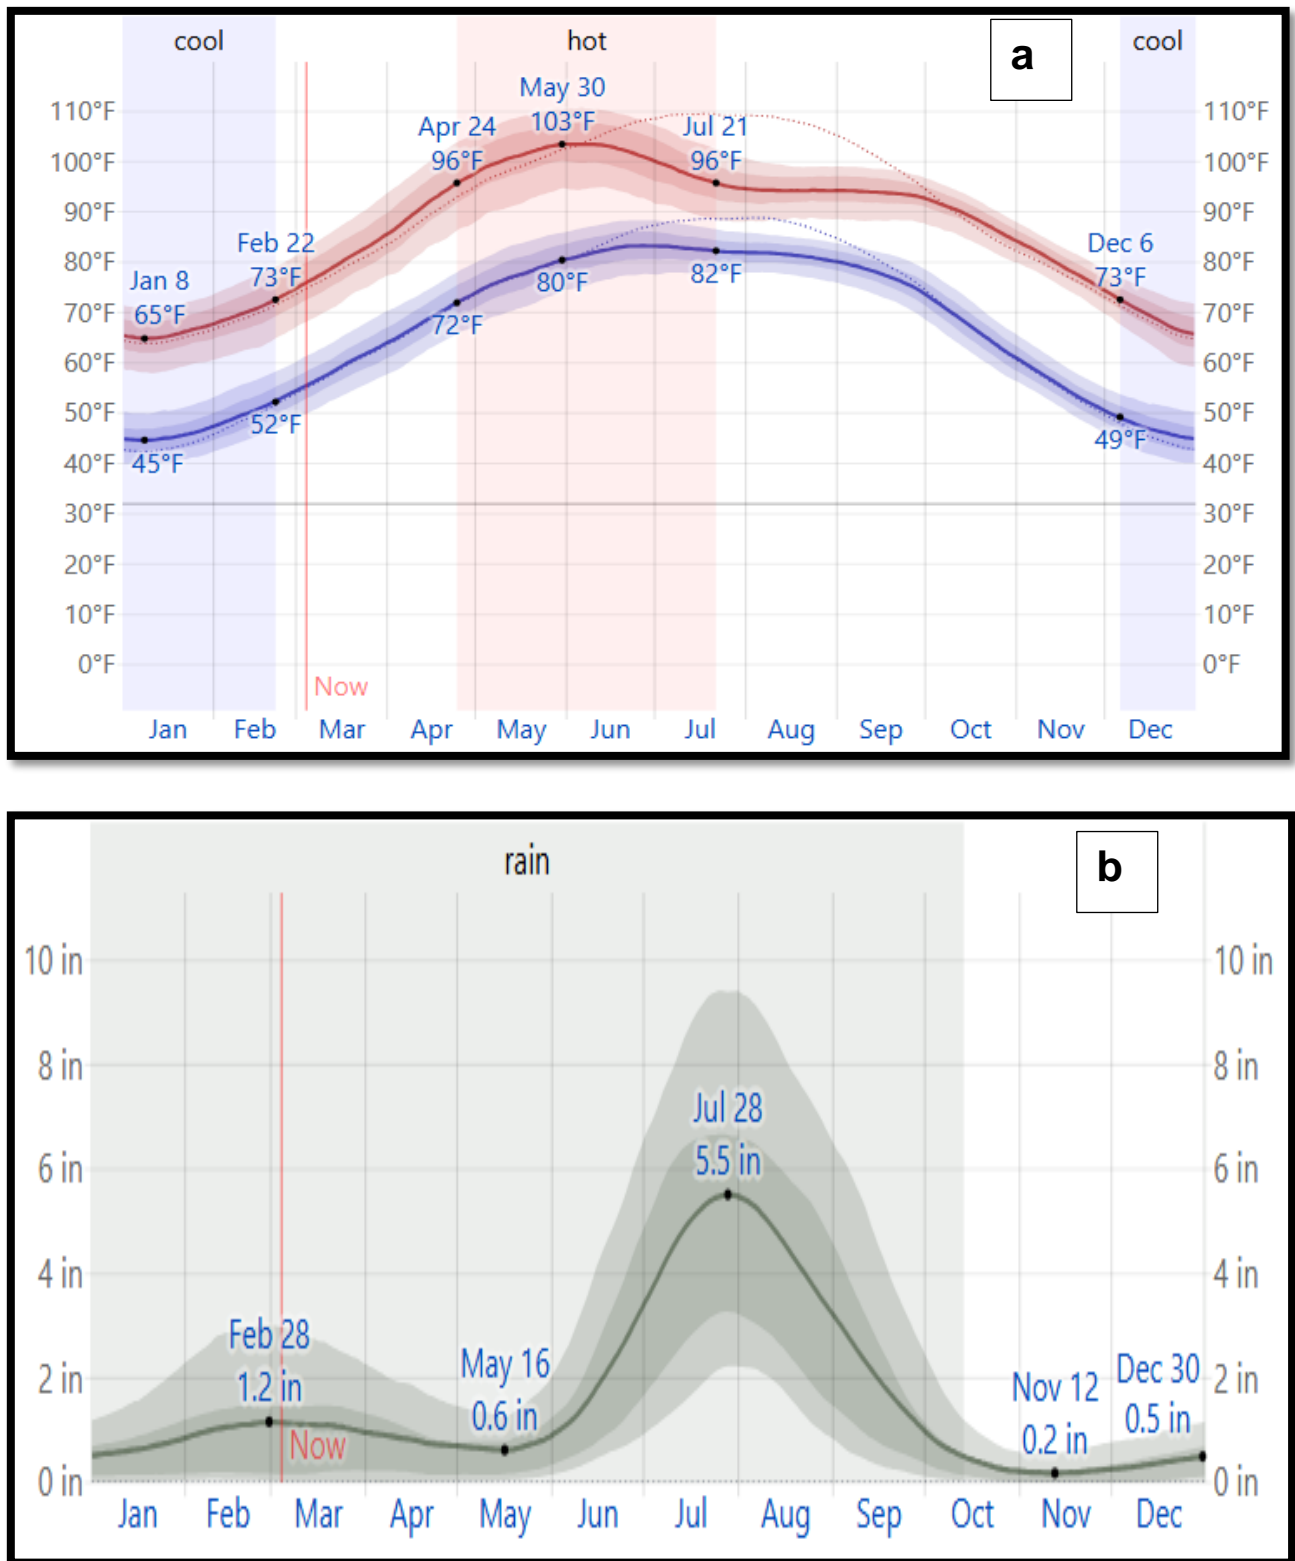 cool
hot
cool
a
May 30
103°F
Apr 24
96°F
Jul 21
96°F
Feb 22
73°F
Dec 6
73°F
Jan 8
65°F
80°F
82°F
72°F
52°F
49°F
45°F
110°F 110°F
100°F 100°F
90°F 90°F
80°F 80°F
70°F 70°F
60°F 60°F
50°F 50°F
40°F 40°F
30°F 30°F
20°F 20°F
10°F 10°F
0°F 0°F
Now
Jan Feb Mar Apr May Jun Jul Aug Sep Oct Nov Dec
rain
b
10 in 10 in
8 in 8 in
6 in 6 in
4 in 4 in
2 in 2 in
0 in 0 in
Jul 28
5.5 in
Feb 28
1.2 in
May 16
0.6 in
Nov 12
0.2 in
Dec 30
0.5 in
Now
Jan Feb Mar Apr May Jun Jul Aug Sep Oct Nov Dec